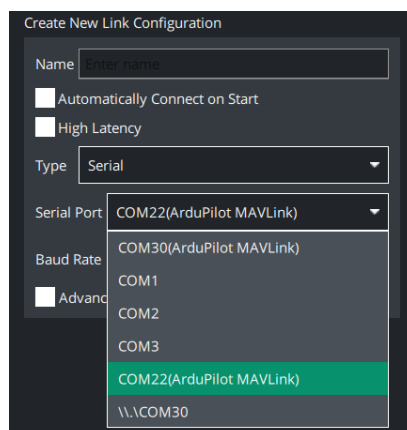 Create New Link Configuration
Name Enter name
Automatically Connect on Start
High Latency
Type Serial
Serial Port COM22(ArduPilot MAVLink)
COM30(ArduPilot MAVLink)
Baud Rate
COM1
Advanc
COM2
COM3
COM22(ArduPilot MAVLink)
\\.\COM30